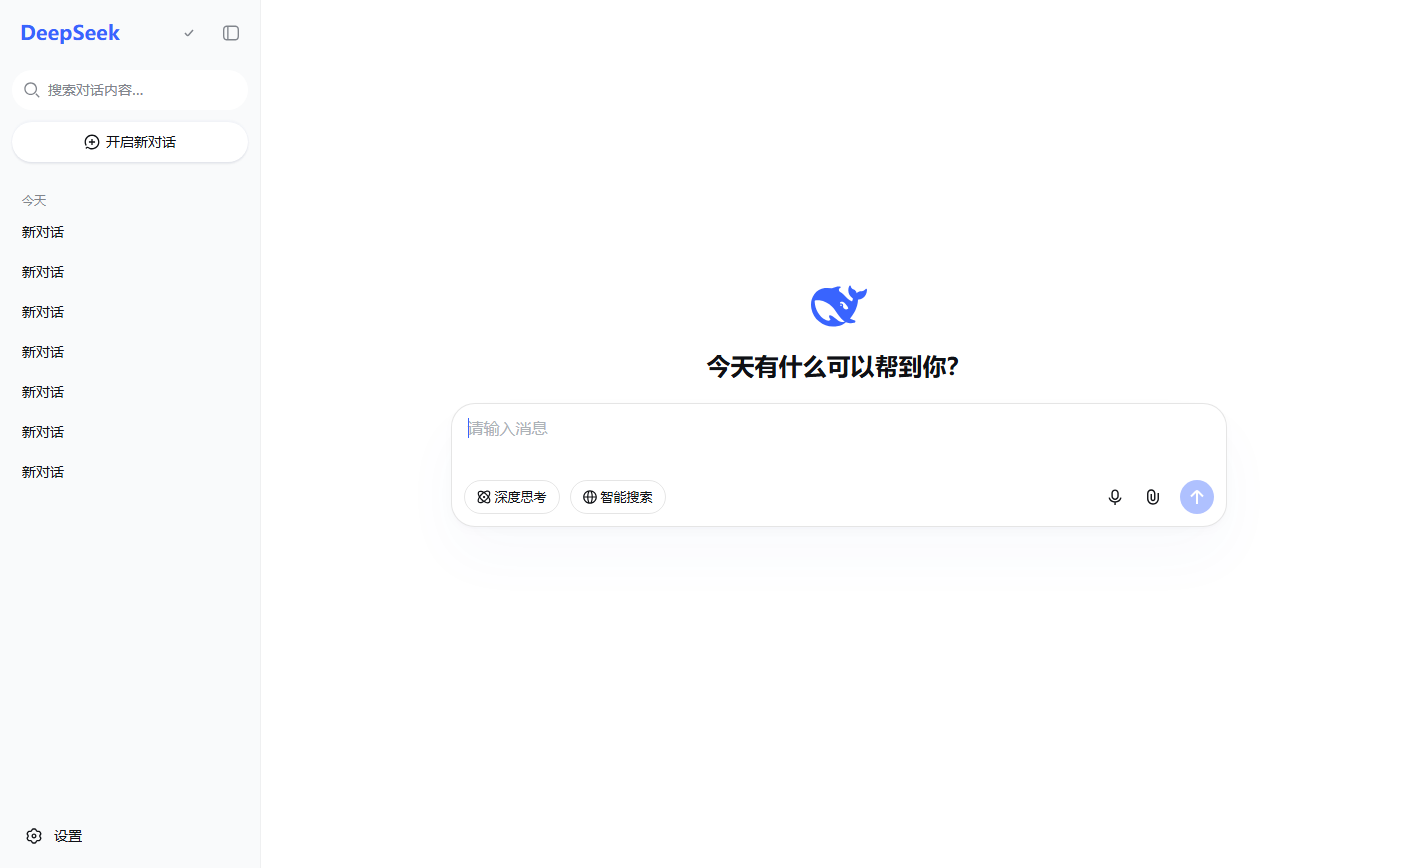 DeepSeek
搜索对话内容...
开启新对话
今天
新对话
新对话
新对话
新对话
新对话
新对话
新对话
设置
今天有什么可以帮到你?
请输入消息
深度思考
智能搜索